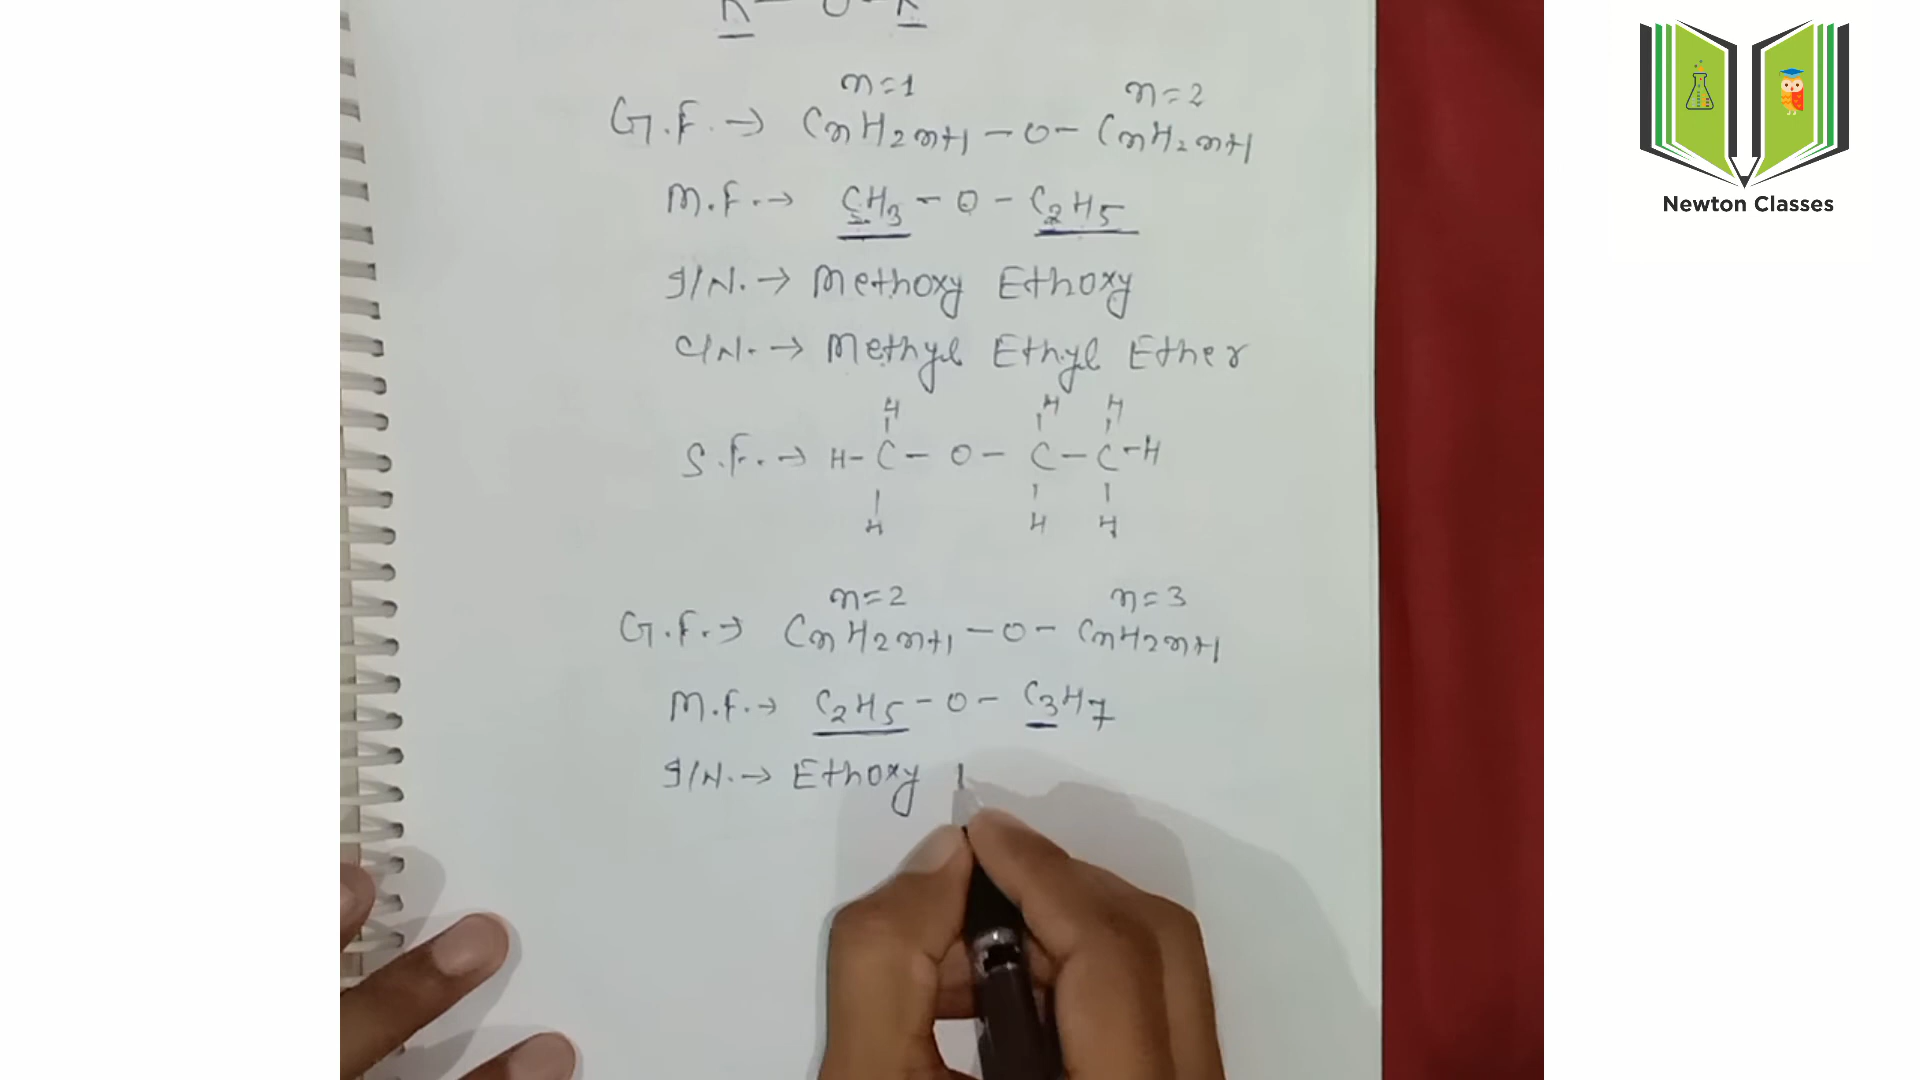 R - O - R
n=1 n=2
G.F. → CnH2n+1 - O - CnH2n+1
M.F. → CH3 - O - C2H5
I/N. → Methoxy Ethoxy
C/N. → Methyl Ethyl Ether
H H H
S.F. → H-C - O - C - C-H
H H H
n=2 n=3
G.F. → CnH2n+1 - O - CnH2n+1
M.F. → C2H5 - O - C3H7
I/N. → Ethoxy
Newton Classes